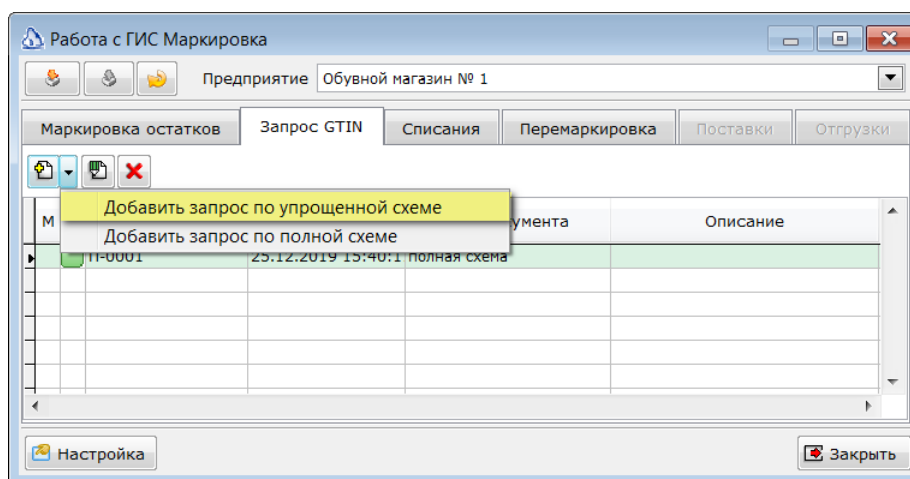 Работа с ГИС Маркировка
Предприятие Обувной магазин № 1
Маркировка остатков Запрос GTIN Списания Перемаркировка Поставки Отгрузки
Добавить запрос по упрощенной схеме
М умента Описание
Добавить запрос по полной схеме
П-0001 25.12.2019 15:40:1 полная схема
Настройка Закрыть